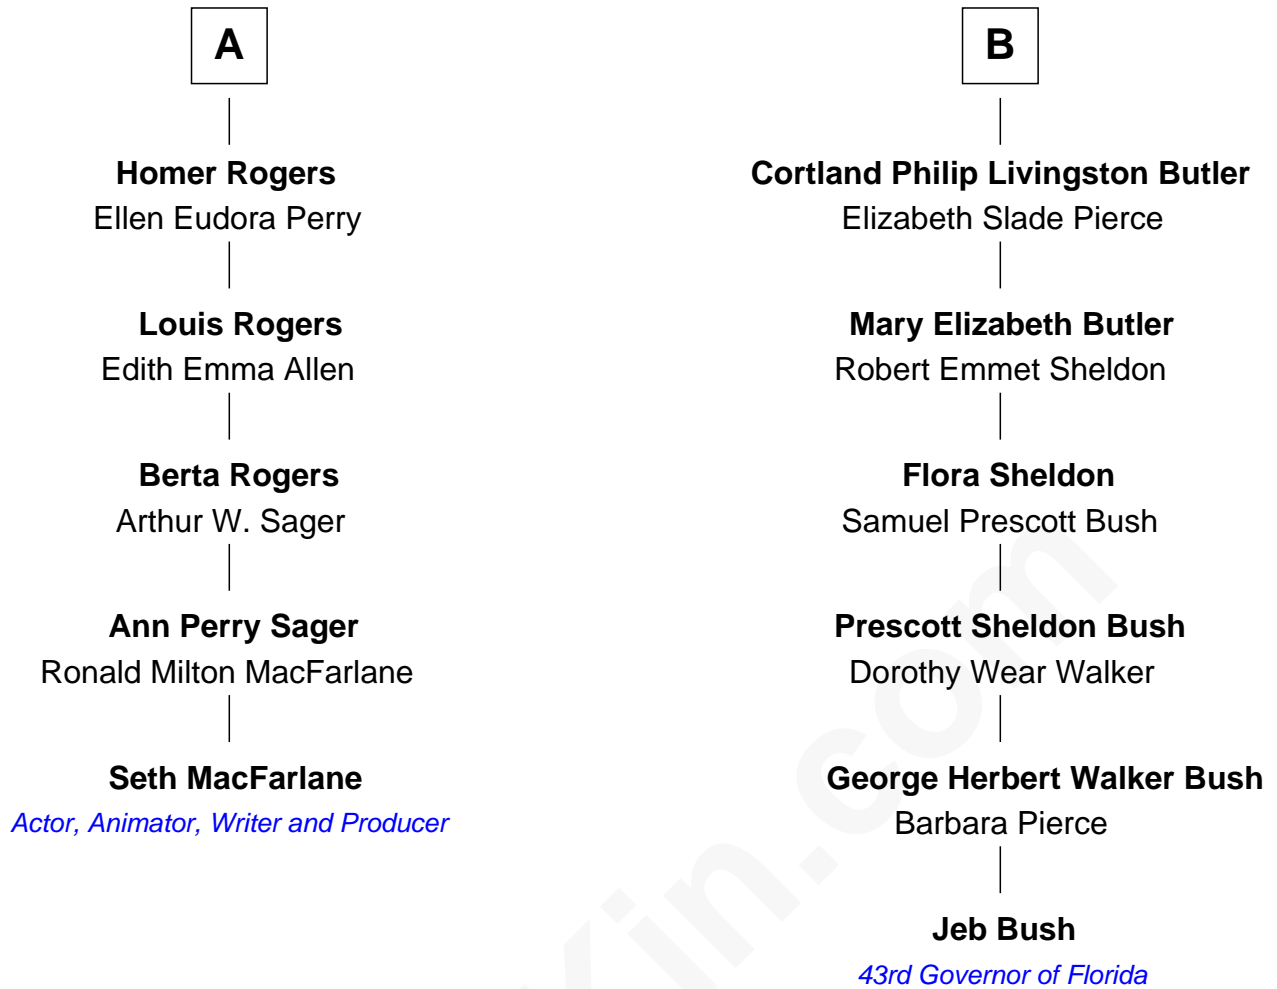 A
Homer Rogers
Ellen Eudora Perry
Louis Rogers
Edith Emma Allen
Berta Rogers
Arthur W. Sager
Ann Perry Sager
Ronald Milton MacFarlane
Seth MacFarlane
Actor, Animator, Writer and Producer
B
Cortland Philip Livingston Butler
Elizabeth Slade Pierce
Mary Elizabeth Butler
Robert Emmet Sheldon
Flora Sheldon
Samuel Prescott Bush
Prescott Sheldon Bush
Dorothy Wear Walker
George Herbert Walker Bush
Barbara Pierce
Jeb Bush
43rd Governor of Florida
Kin.com